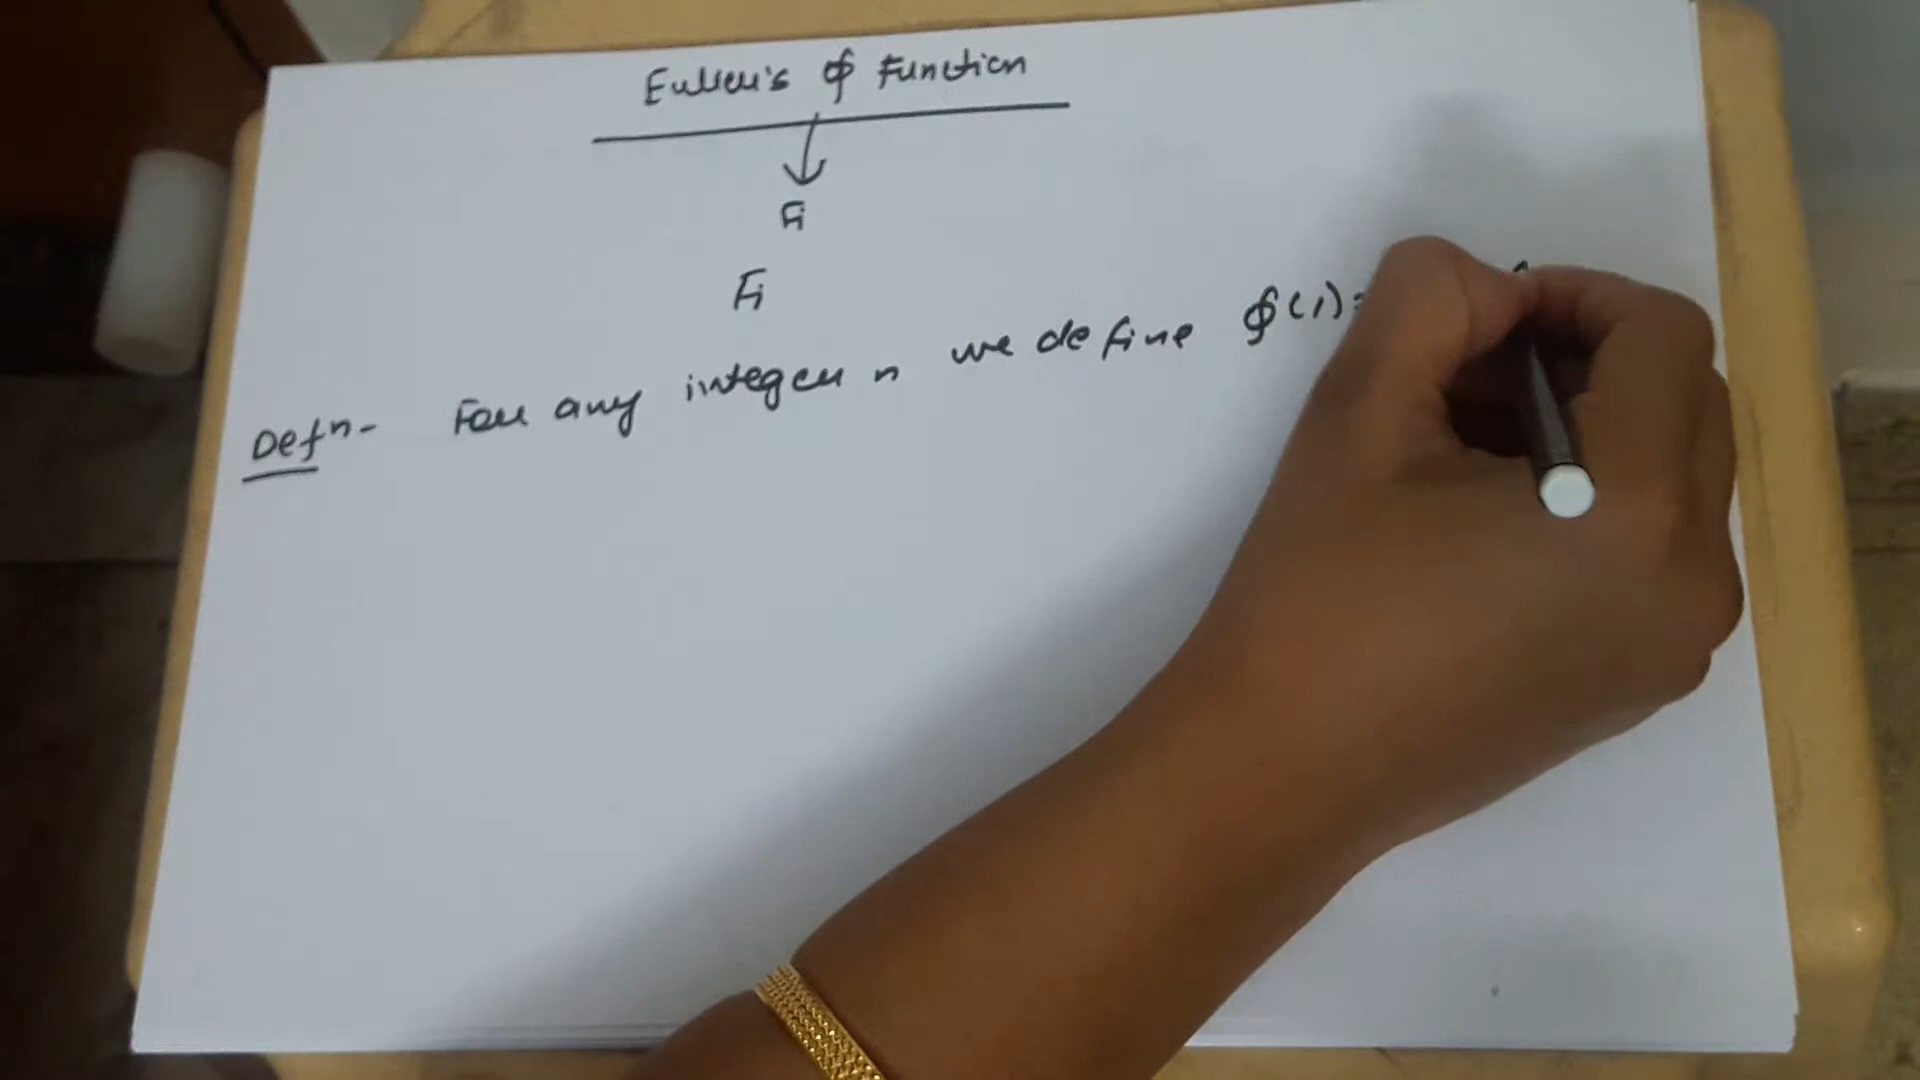 Euler's ϕ Function
Fi
Fi
Defn- For any integer n we define ϕ(1)=